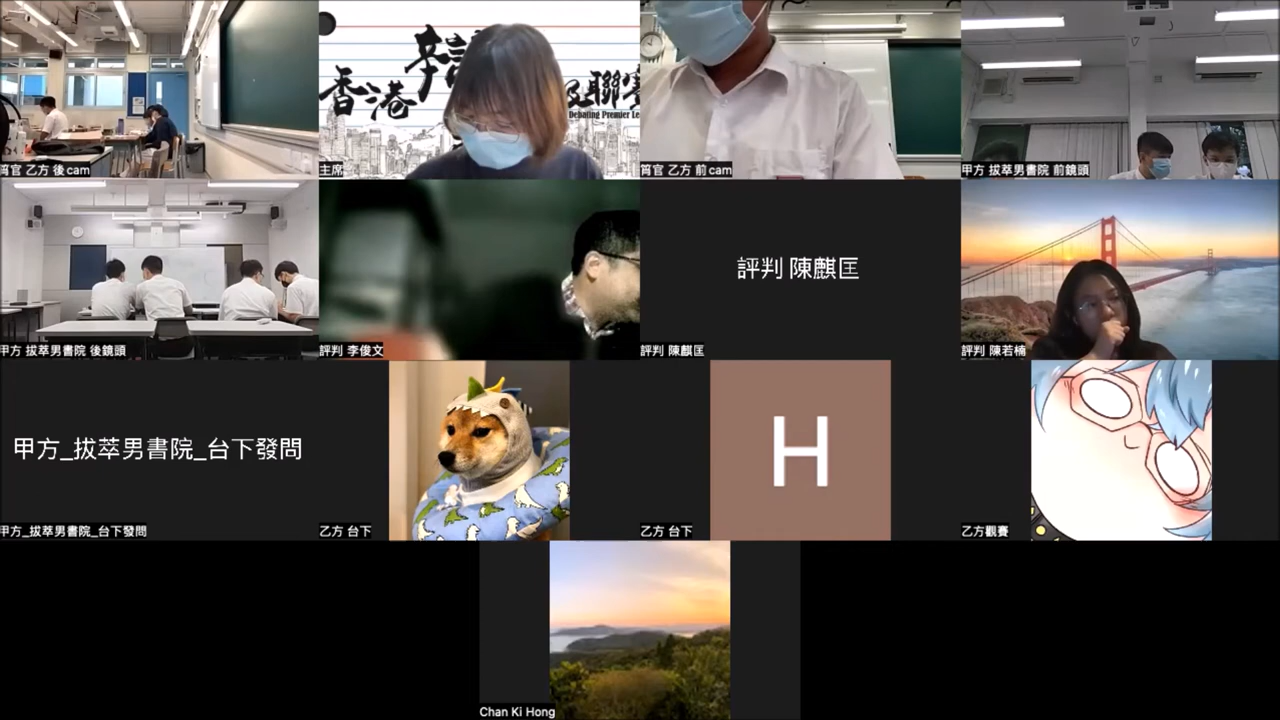 筲官 乙方 後cam
香港辛
及聯賽
Debating Premier Le
主席
筲官 乙方 前cam
甲方 拔萃男書院 前鏡頭
甲方 拔萃男書院 後鏡頭
評判 李俊文
評判 陳麒匡
評判 陳麒匡
評判 陳若楠
甲方_拔萃男書院_台下發問
甲方_拔萃男書院_台下發問
乙方 台下
H
乙方 台下
乙方觀賽
Chan Ki Hong